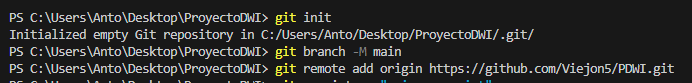 PS C:\Users\Anto\Desktop\ProyectoDWI> git init
Initialized empty Git repository in C:/Users/Anto/Desktop/ProyectoDWI/.git/
PS C:\Users\Anto\Desktop\ProyectoDWI> git branch -M main
PS C:\Users\Anto\Desktop\ProyectoDWI> git remote add origin https://github.com/Viejon5/PDWI.git